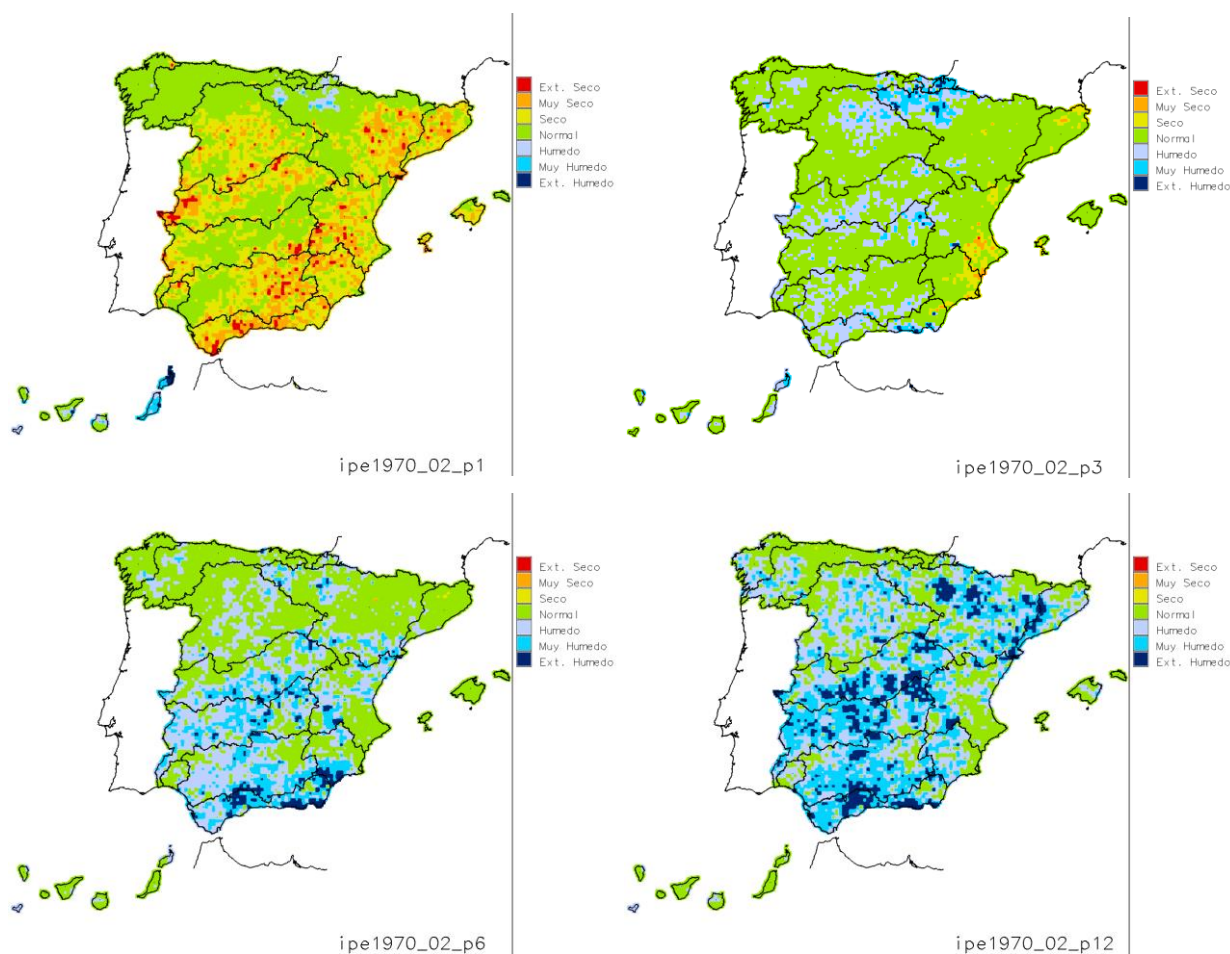 Ext. Seco
Muy Seco
Seco
Normal
Humedo
Muy Humedo
Ext. Humedo
ipe1970_02_p1
Ext. Seco
Muy Seco
Seco
Normal
Humedo
Muy Humedo
Ext. Humedo
ipe1970_02_p3
Ext. Seco
Muy Seco
Seco
Normal
Humedo
Muy Humedo
Ext. Humedo
ipe1970_02_p6
Ext. Seco
Muy Seco
Seco
Normal
Humedo
Muy Humedo
Ext. Humedo
ipe1970_02_p12